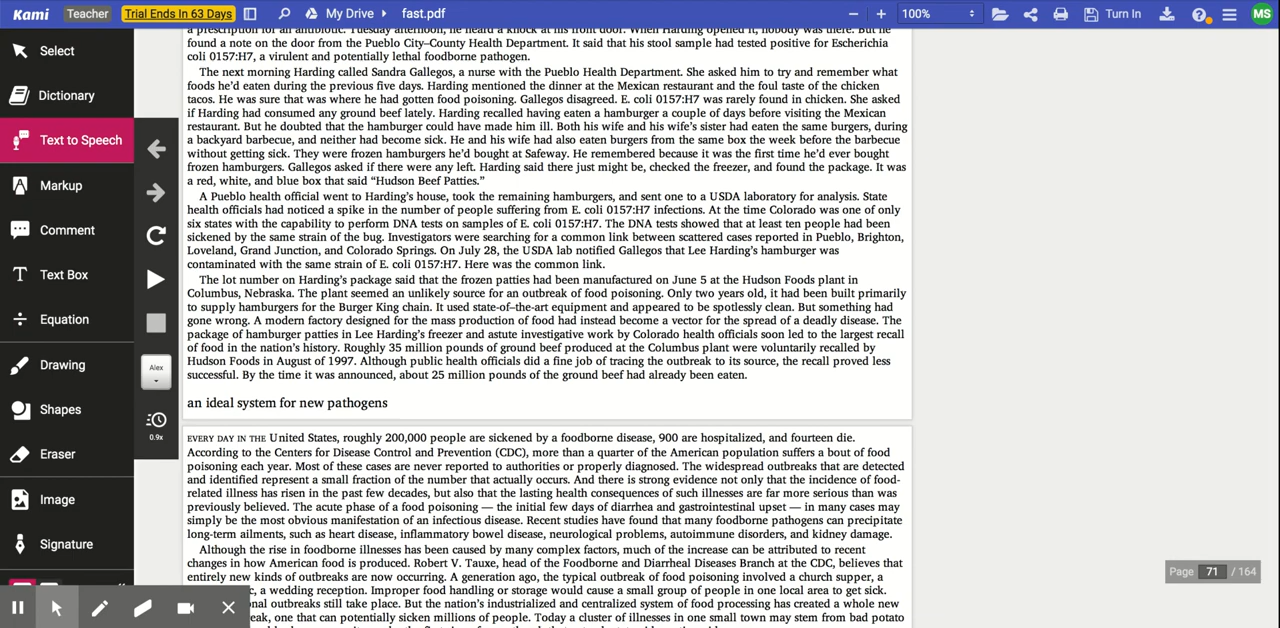 Kami Teacher Trial Ends In 63 Days My Drive fast.pdf 100% Turn In MS
Select
Dictionary
Text to Speech
Markup
Comment
Text Box
Equation
Drawing
Shapes
Eraser
Image
Signature
Alex
0.9x
a prescription for an antibiotic. Tuesday afternoon, he heard a knock at his front door. When Harding opened it, nobody was there. But he
found a note on the door from the Pueblo City–County Health Department. It said that his stool sample had tested positive for Escherichia
coli 0157:H7, a virulent and potentially lethal foodborne pathogen.
The next morning Harding called Sandra Gallegos, a nurse with the Pueblo Health Department. She asked him to try and remember what
foods he’d eaten during the previous five days. Harding mentioned the dinner at the Mexican restaurant and the foul taste of the chicken
tacos. He was sure that was where he had gotten food poisoning. Gallegos disagreed. E. coli 0157:H7 was rarely found in chicken. She asked
if Harding had consumed any ground beef lately. Harding recalled having eaten a hamburger a couple of days before visiting the Mexican
restaurant. But he doubted that the hamburger could have made him ill. Both his wife and his wife’s sister had eaten the same burgers, during
a backyard barbecue, and neither had become sick. He and his wife had also eaten burgers from the same box the week before the barbecue
without getting sick. They were frozen hamburgers he’d bought at Safeway. He remembered because it was the first time he’d ever bought
frozen hamburgers. Gallegos asked if there were any left. Harding said there just might be, checked the freezer, and found the package. It was
a red, white, and blue box that said “Hudson Beef Patties.”
A Pueblo health official went to Harding’s house, took the remaining hamburgers, and sent one to a USDA laboratory for analysis. State
health officials had noticed a spike in the number of people suffering from E. coli 0157:H7 infections. At the time Colorado was one of only
six states with the capability to perform DNA tests on samples of E. coli 0157:H7. The DNA tests showed that at least ten people had been
sickened by the same strain of the bug. Investigators were searching for a common link between scattered cases reported in Pueblo, Brighton,
Loveland, Grand Junction, and Colorado Springs. On July 28, the USDA lab notified Gallegos that Lee Harding’s hamburger was
contaminated with the same strain of E. coli 0157:H7. Here was the common link.
The lot number on Harding’s package said that the frozen patties had been manufactured on June 5 at the Hudson Foods plant in
Columbus, Nebraska. The plant seemed an unlikely source for an outbreak of food poisoning. Only two years old, it had been built primarily
to supply hamburgers for the Burger King chain. It used state-of–the-art equipment and appeared to be spotlessly clean. But something had
gone wrong. A modern factory designed for the mass production of food had instead become a vector for the spread of a deadly disease. The
package of hamburger patties in Lee Harding’s freezer and astute investigative work by Colorado health officials soon led to the largest recall
of food in the nation’s history. Roughly 35 million pounds of ground beef produced at the Columbus plant were voluntarily recalled by
Hudson Foods in August of 1997. Although public health officials did a fine job of tracing the outbreak to its source, the recall proved less
successful. By the time it was announced, about 25 million pounds of the ground beef had already been eaten.
an ideal system for new pathogens
EVERY DAY IN THE United States, roughly 200,000 people are sickened by a foodborne disease, 900 are hospitalized, and fourteen die.
According to the Centers for Disease Control and Prevention (CDC), more than a quarter of the American population suffers a bout of food
poisoning each year. Most of these cases are never reported to authorities or properly diagnosed. The widespread outbreaks that are detected
and identified represent a small fraction of the number that actually occurs. And there is strong evidence not only that the incidence of food-
related illness has risen in the past few decades, but also that the lasting health consequences of such illnesses are far more serious than was
previously believed. The acute phase of a food poisoning — the initial few days of diarrhea and gastrointestinal upset — in many cases may
simply be the most obvious manifestation of an infectious disease. Recent studies have found that many foodborne pathogens can precipitate
long-term ailments, such as heart disease, inflammatory bowel disease, neurological problems, autoimmune disorders, and kidney damage.
Although the rise in foodborne illnesses has been caused by many complex factors, much of the increase can be attributed to recent
changes in how American food is produced. Robert V. Tauxe, head of the Foodborne and Diarrheal Diseases Branch at the CDC, believes that
entirely new kinds of outbreaks are now occurring. A generation ago, the typical outbreak of food poisoning involved a church supper, a
a wedding reception. Improper food handling or storage would cause a small group of people in one local area to get sick.
outbreaks still take place. But the nation’s industrialized and centralized system of food processing has created a whole new
one that can potentially sicken millions of people. Today a cluster of illnesses in one small town may stem from bad potato
Page 71 / 164